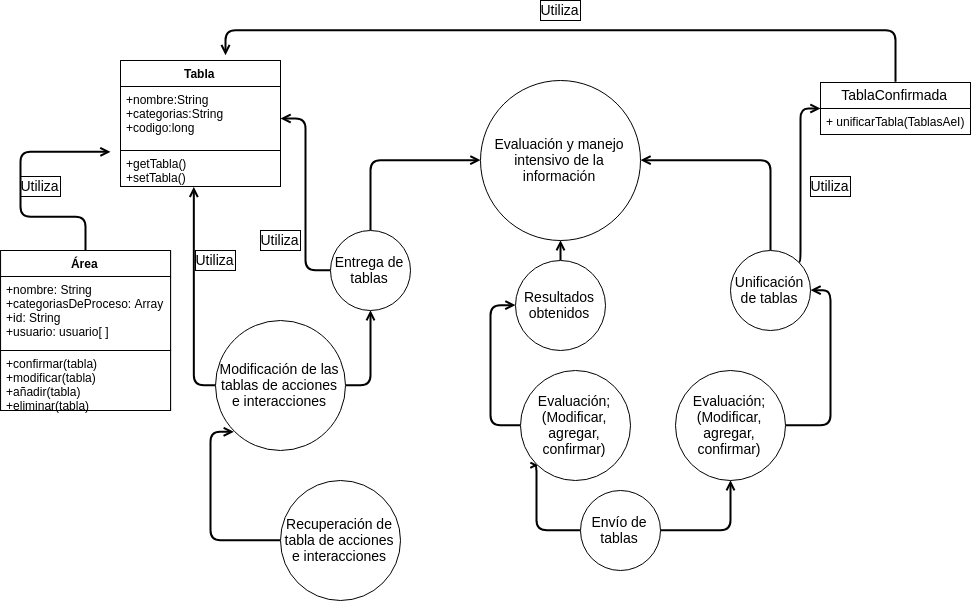 Utiliza
Tabla
+nombre:String
+categorias:String
+codigo:long
+getTabla()
+setTabla()
TablaConfirmada
+ unificarTabla(TablasAeI)
Evaluación y manejo
intensivo de la
información
Utiliza
Utiliza
Utiliza
Utiliza
Área
+nombre: String
+categoriasDeProceso: Array
+id: String
+usuario: usuario[ ]
+confirmar(tabla)
+modificar(tabla)
+añadir(tabla)
+eliminar(tabla)
Entrega de
tablas
Resultados
obtenidos
Unificación
de tablas
Modificación de las
tablas de acciones
e interacciones
Evaluación;
(Modificar,
agregar,
confirmar)
Evaluación;
(Modificar,
agregar,
confirmar)
Recuperación de
tabla de acciones
e interacciones
Envío de
tablas